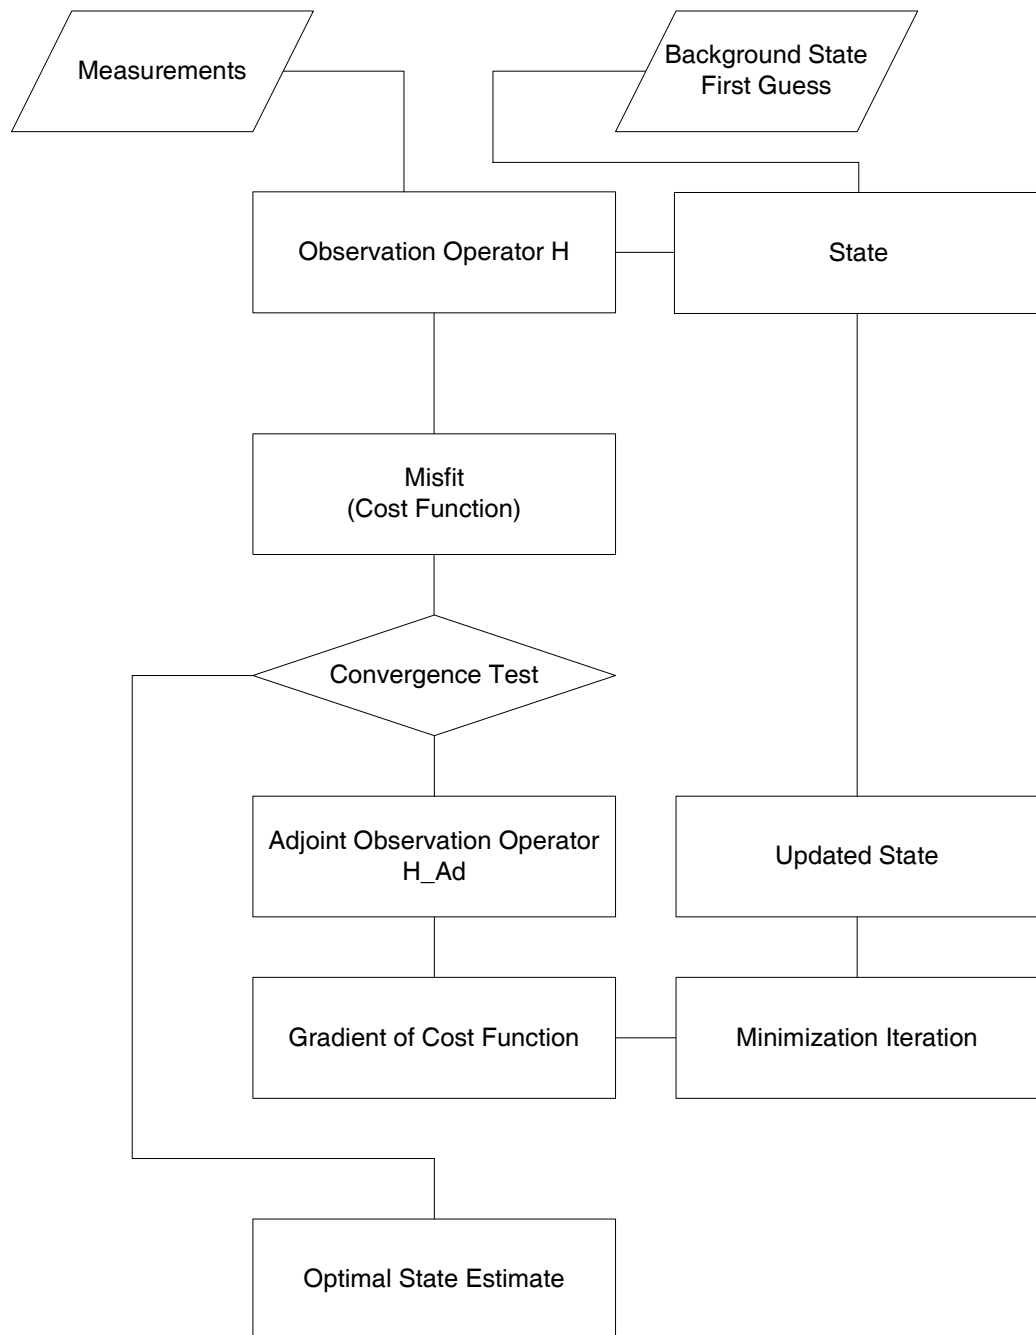 Measurements
Background State
First Guess
Observation Operator H
State
Misfit
(Cost Function)
Convergence Test
Adjoint Observation Operator
H_Ad
Updated State
Gradient of Cost Function
Minimization Iteration
Optimal State Estimate